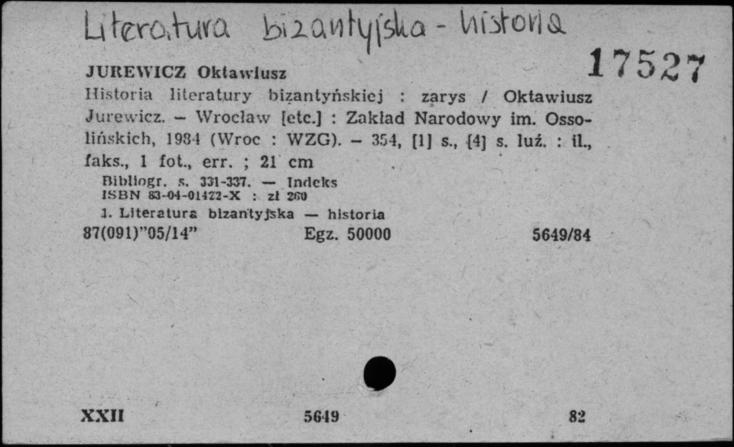 Literatura bizantyjska - historia
17527
JUREWICZ Oktawiusz
Historia literatury bizantyńskiej : zarys / Oktawiusz
Jurewicz. — Wrocław [etc.] : Zakład Narodowy im. Osso-
lińskich, 1984 (Wroc : WZG). — 354, [1] s., [4] s. luź. : il.,
faks., 1 fot., err. ; 21 cm
Bibliogr. s. 331-337. — Indeks
ISBN 83-04-01422-X : zł 260
1. Literatura bizantyjska — historia
87(091)"05/14" Egz. 50000 5649/84
XXII 5649 82